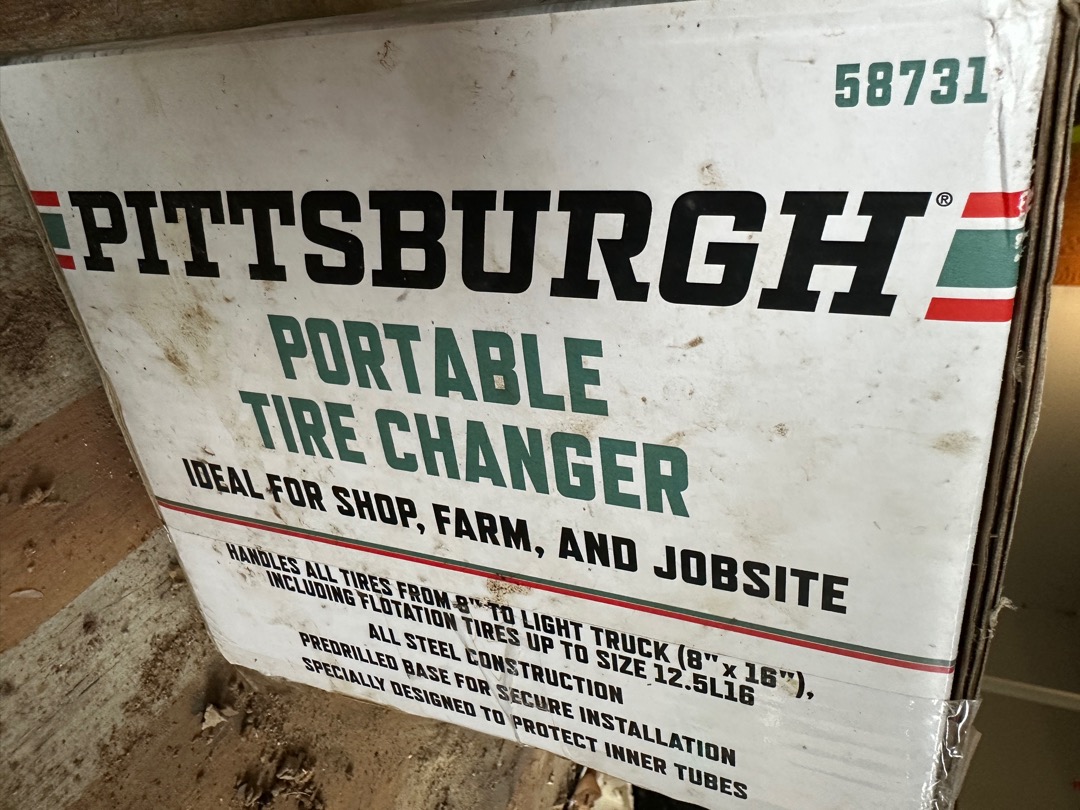 58731
PITTSBURGH®
PORTABLE
TIRE CHANGER
IDEAL FOR SHOP, FARM, AND JOBSITE
HANDLES ALL TIRES FROM 8" TO LIGHT TRUCK (8" x 16"),
INCLUDING FLOTATION TIRES UP TO SIZE 12.5L16
ALL STEEL CONSTRUCTION
PREDRILLED BASE FOR SECURE INSTALLATION
SPECIALLY DESIGNED TO PROTECT INNER TUBES